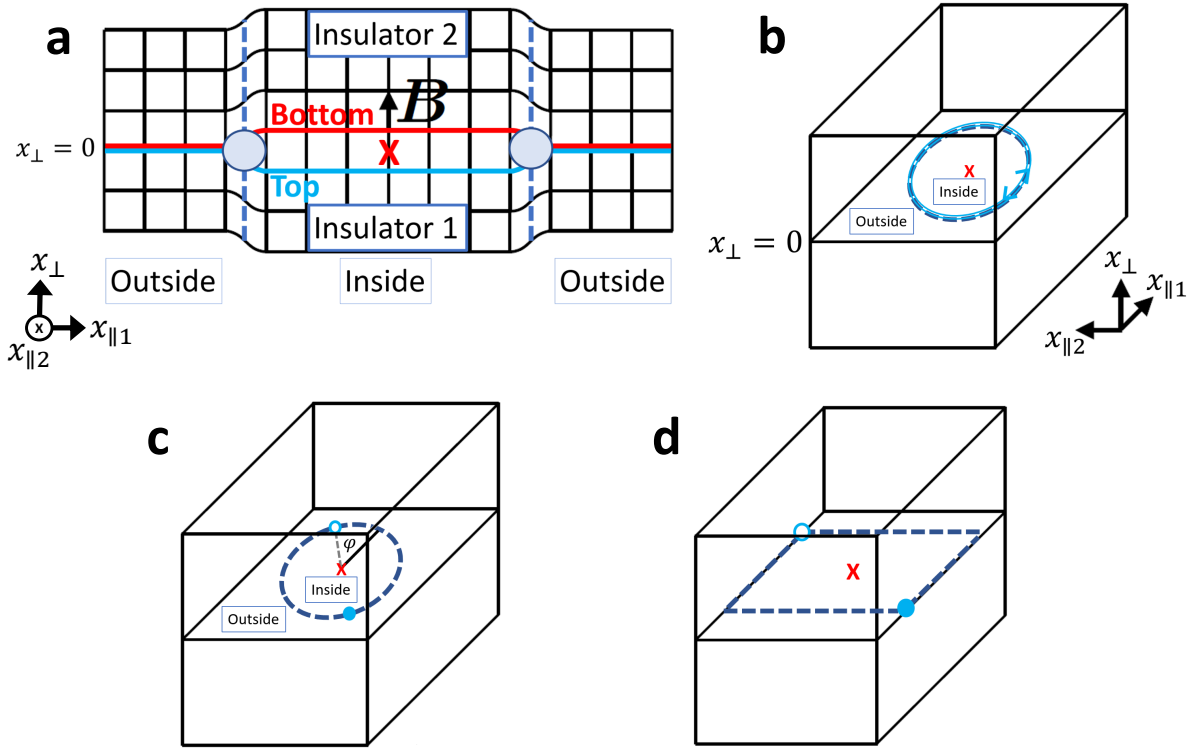 a
Insulator 2
B
Bottom
x⊥ = 0
X
Top
Insulator 1
Outside
Inside
Outside
x⊥
x
x∥1
x∥2
b
x
Inside
Outside
x⊥ = 0
x⊥
x∥1
x∥2
c
φ
x
Inside
Outside
d
X